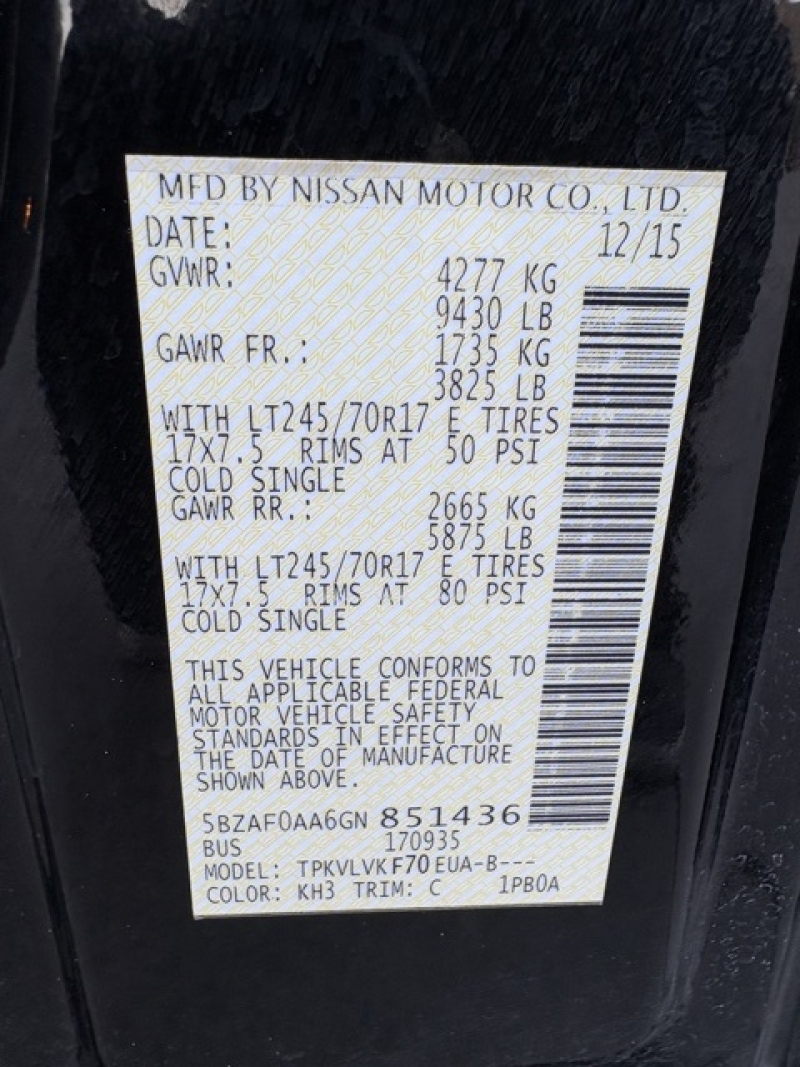 MFD BY NISSAN MOTOR CO., LTD.
DATE: 12/15
GVWR: 4277 KG
9430 LB
GAWR FR.: 1735 KG
3825 LB
WITH LT245/70R17 E TIRES
17X7.5 RIMS AT 50 PSI
COLD SINGLE
GAWR RR.: 2665 KG
5875 LB
WITH LT245/70R17 E TIRES
17X7.5 RIMS AT 80 PSI
COLD SINGLE
THIS VEHICLE CONFORMS TO
ALL APPLICABLE FEDERAL
MOTOR VEHICLE SAFETY
STANDARDS IN EFFECT ON
THE DATE OF MANUFACTURE
SHOWN ABOVE.
5BZAF0AA6GN 851436
BUS 170935
MODEL: TPKVLVKF70EUA-B---
COLOR: KH3 TRIM: C 1PB0A